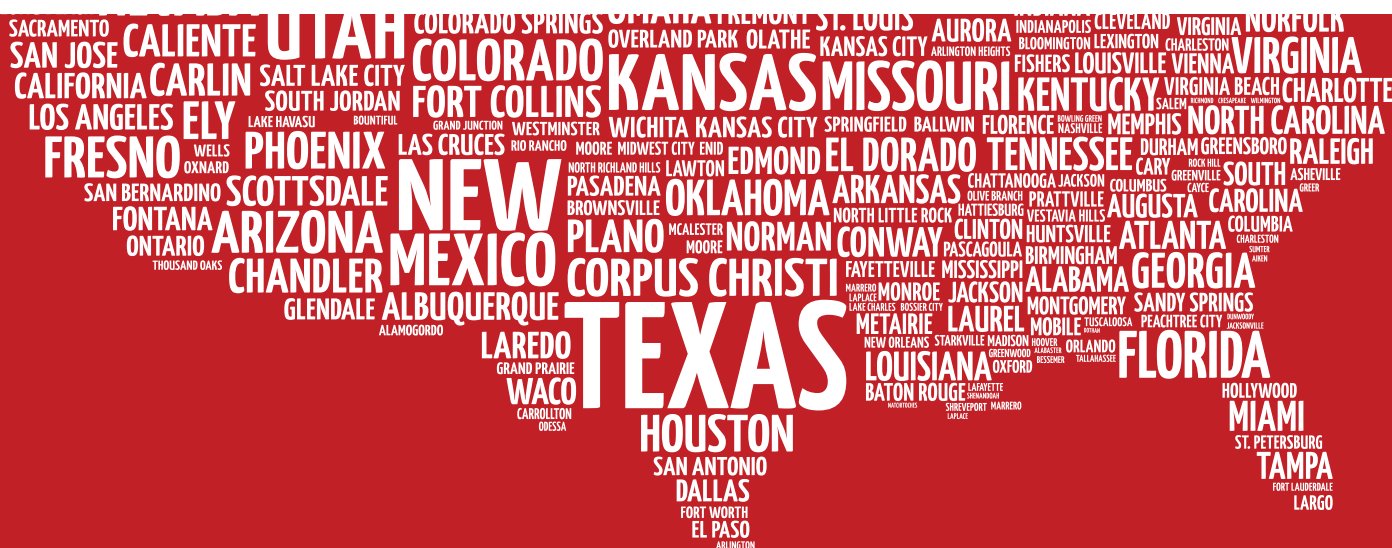 SACRAMENTO
SAN JOSE
CALIFORNIA
LOS ANGELES
FRESNO
SAN BERNARDINO
FONTANA
ONTARIO
THOUSAND OAKS
CALIENTE
CARLIN
ELY
WELLS
OXNARD
UTAH
SALT LAKE CITY
SOUTH JORDAN
LAKE HAVASU
BOUNTIFUL
PHOENIX
SCOTTSDALE
ARIZONA
CHANDLER
GLENDALE
COLORADO SPRINGS
COLORADO
FORT COLLINS
GRAND JUNCTION
WESTMINSTER
LAS CRUCES
RIO RANCHO
NEW
MEXICO
ALBUQUERQUE
ALAMOGORDO
OMAHA FREMONT
OVERLAND PARK OLATHE
KANSAS
WICHITA KANSAS CITY
MOORE MIDWEST CITY ENID
NORTH RICHLAND HILLS
LAWTON
EDMOND
PASADENA
OKLAHOMA
BROWNSVILLE
PLANO
MCALESTER
MOORE
NORMAN
CORPUS CHRISTI
TEXAS
LAREDO
GRAND PRAIRIE
WACO
CARROLLTON
ODESSA
HOUSTON
SAN ANTONIO
DALLAS
FORT WORTH
EL PASO
ARLINGTON
ST. LOUIS
KANSAS CITY
MISSOURI
SPRINGFIELD BALLWIN
EL DORADO
ARKANSAS
NORTH LITTLE ROCK
CONWAY
FAYETTEVILLE
AURORA
ARLINGTON HEIGHTS
INDIANA
INDIANAPOLIS
BLOOMINGTON
FISHERS
CLEVELAND
LEXINGTON
LOUISVILLE
KENTUCKY
FLORENCE
BOWLING GREEN
NASHVILLE
MEMPHIS
TENNESSEE
CHATTANOOGA JACKSON
VIRGINIA
NORFOLK
CHARLESTON
VIENNA
VIRGINIA
VIRGINIA BEACH
SALEM
RICHMOND
CHESAPEAKE
WILMINGTON
CHARLOTTE
NORTH CAROLINA
DURHAM
GREENSBORO
RALEIGH
CARY
ROCK HILL
GREENVILLE
CAYCE
SOUTH
CAROLINA
ASHEVILLE
GREER
COLUMBIA
CHARLESTON
SUMTER
AIKEN
OLIVE BRANCH
HATTIESBURG
CLINTON
PASCAGOULA
MISSISSIPPI
JACKSON
LAUREL
STARKVILLE MADISON
GREENWOOD
OXFORD
PRATTVILLE
VESTAVIA HILLS
HUNTSVILLE
BIRMINGHAM
ALABAMA
MONTGOMERY
MOBILE
TUSCALOOSA
DOTHAN
HOOVER
ALABASTER
BESSEMER
COLUMBUS
AUGUSTA
ATLANTA
GEORGIA
SANDY SPRINGS
PEACHTREE CITY
DUNWOODY
JACKSONVILLE
MARRERO
LAPLACE
MONROE
LAKE CHARLES
BOSSIER CITY
METAIRIE
NEW ORLEANS
LOUISIANA
BATON ROUGE
LAFAYETTE
SHENANDOAH
NATCHITOCHES
SHREVEPORT MARRERO
LAPLACE
ORLANDO
TALLAHASSEE
FLORIDA
HOLLYWOOD
MIAMI
ST. PETERSBURG
TAMPA
FORT LAUDERDALE
LARGO